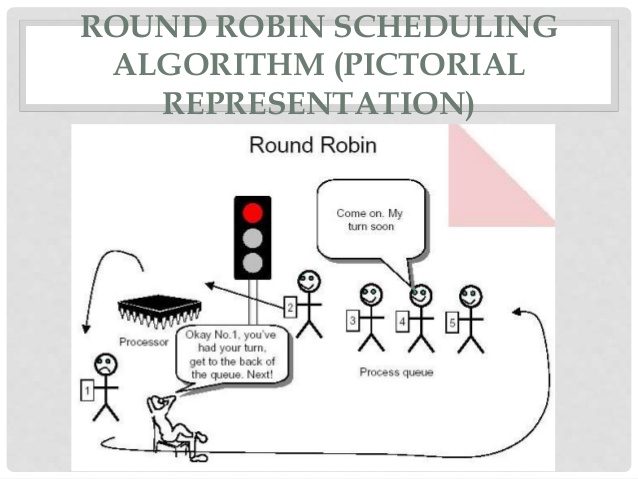 ROUND ROBIN SCHEDULING
ALGORITHM (PICTORIAL
REPRESENTATION)
Round Robin
Come on. My
turn soon
2
3
4
5
Processor
Okay No.1, you've
had your turn,
get to the back of
the queue. Next!
Process queue
1